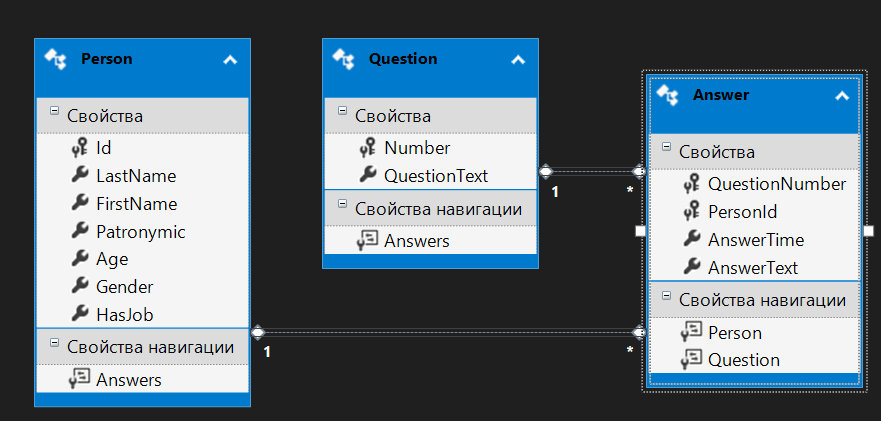 Person
Свойства
Id
LastName
FirstName
Patronymic
Age
Gender
HasJob
Свойства навигации
Answers
Question
Свойства
Number
QuestionText
Свойства навигации
Answers
1
*
Answer
Свойства
QuestionNumber
PersonId
AnswerTime
AnswerText
Свойства навигации
Person
Question
1
*